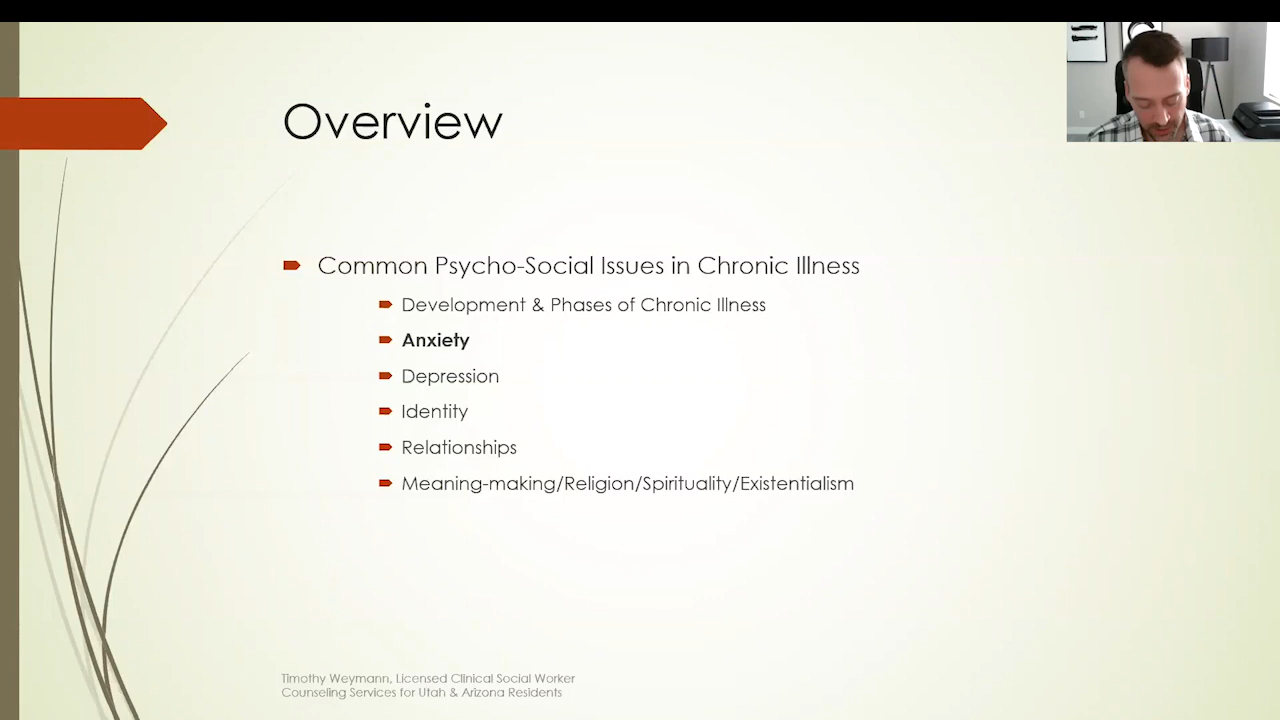 Overview
Common Psycho-Social Issues in Chronic Illness
Development & Phases of Chronic Illness
Anxiety
Depression
Identity
Relationships
Meaning-making/Religion/Spirituality/Existentialism
Timothy Weymann, Licensed Clinical Social Worker
Counseling Services for Utah & Arizona Residents